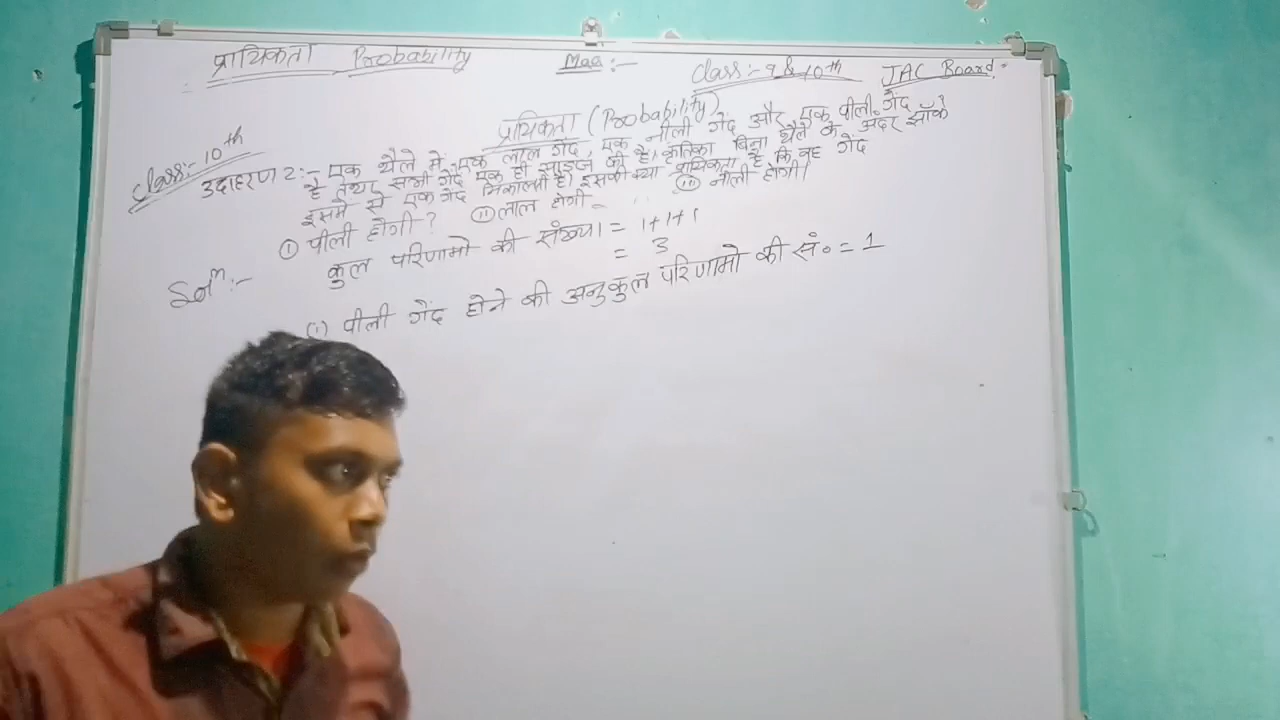 प्रायिकता Probability Maa:- Class:- 9 & 10th JAC Board
प्रायिकता (Probability)
Class:- 10th
उदाहरण 2:- एक थैले में एक लाल गेंद, एक नीली गेंद और एक पीली गेंद
है तथा सभी गेंदें एक ही साइज की है। कृतिका बिना थैले के अंदर झाँके
इसमें से एक गेंद निकालती है। इसकी क्या प्रायिकता है कि वह गेंद
(i) पीली होगी? (ii) लाल होगी (iii) नीली होगी।
Solⁿ:- कुल परिणामो की संख्या = 1+1+1
= 3
(i) पीली गेंद होने की अनुकुल परिणामो की सं० = 1